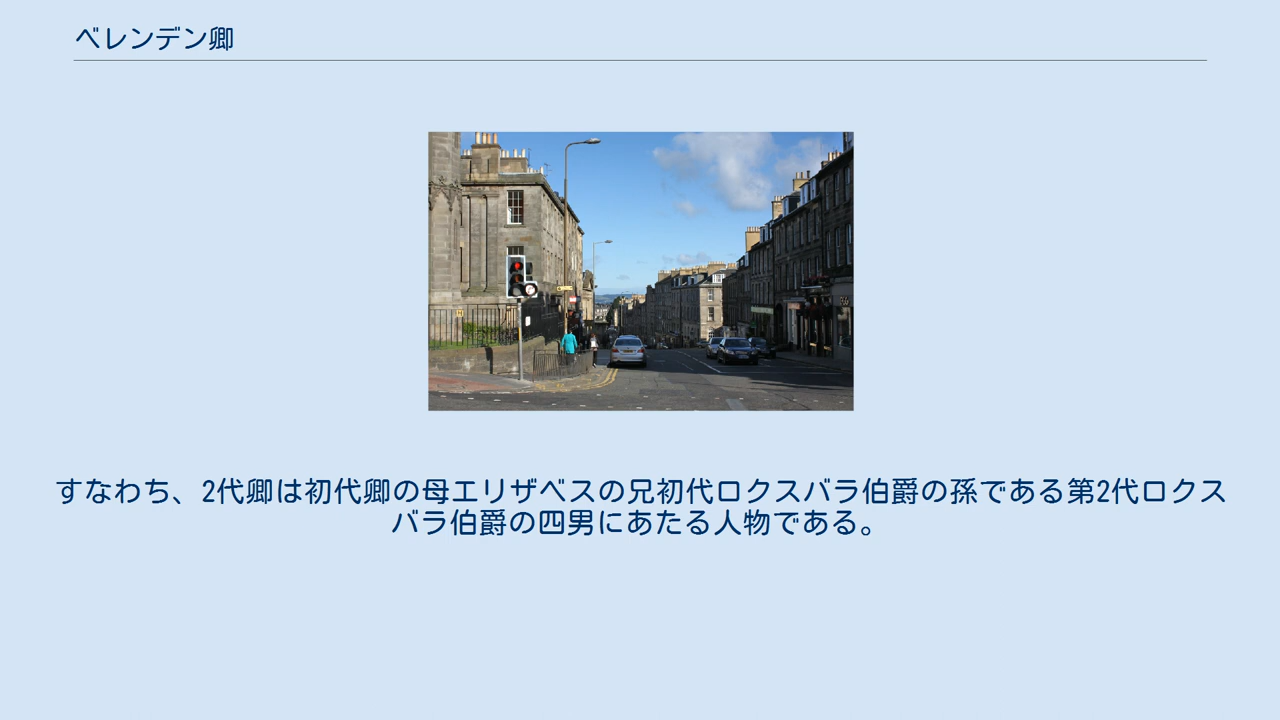 ベレンデン卿
すなわち、2代卿は初代卿の母エリザベスの兄初代ロクスバラ伯爵の孫である第2代ロクス
バラ伯爵の四男にあたる人物である。